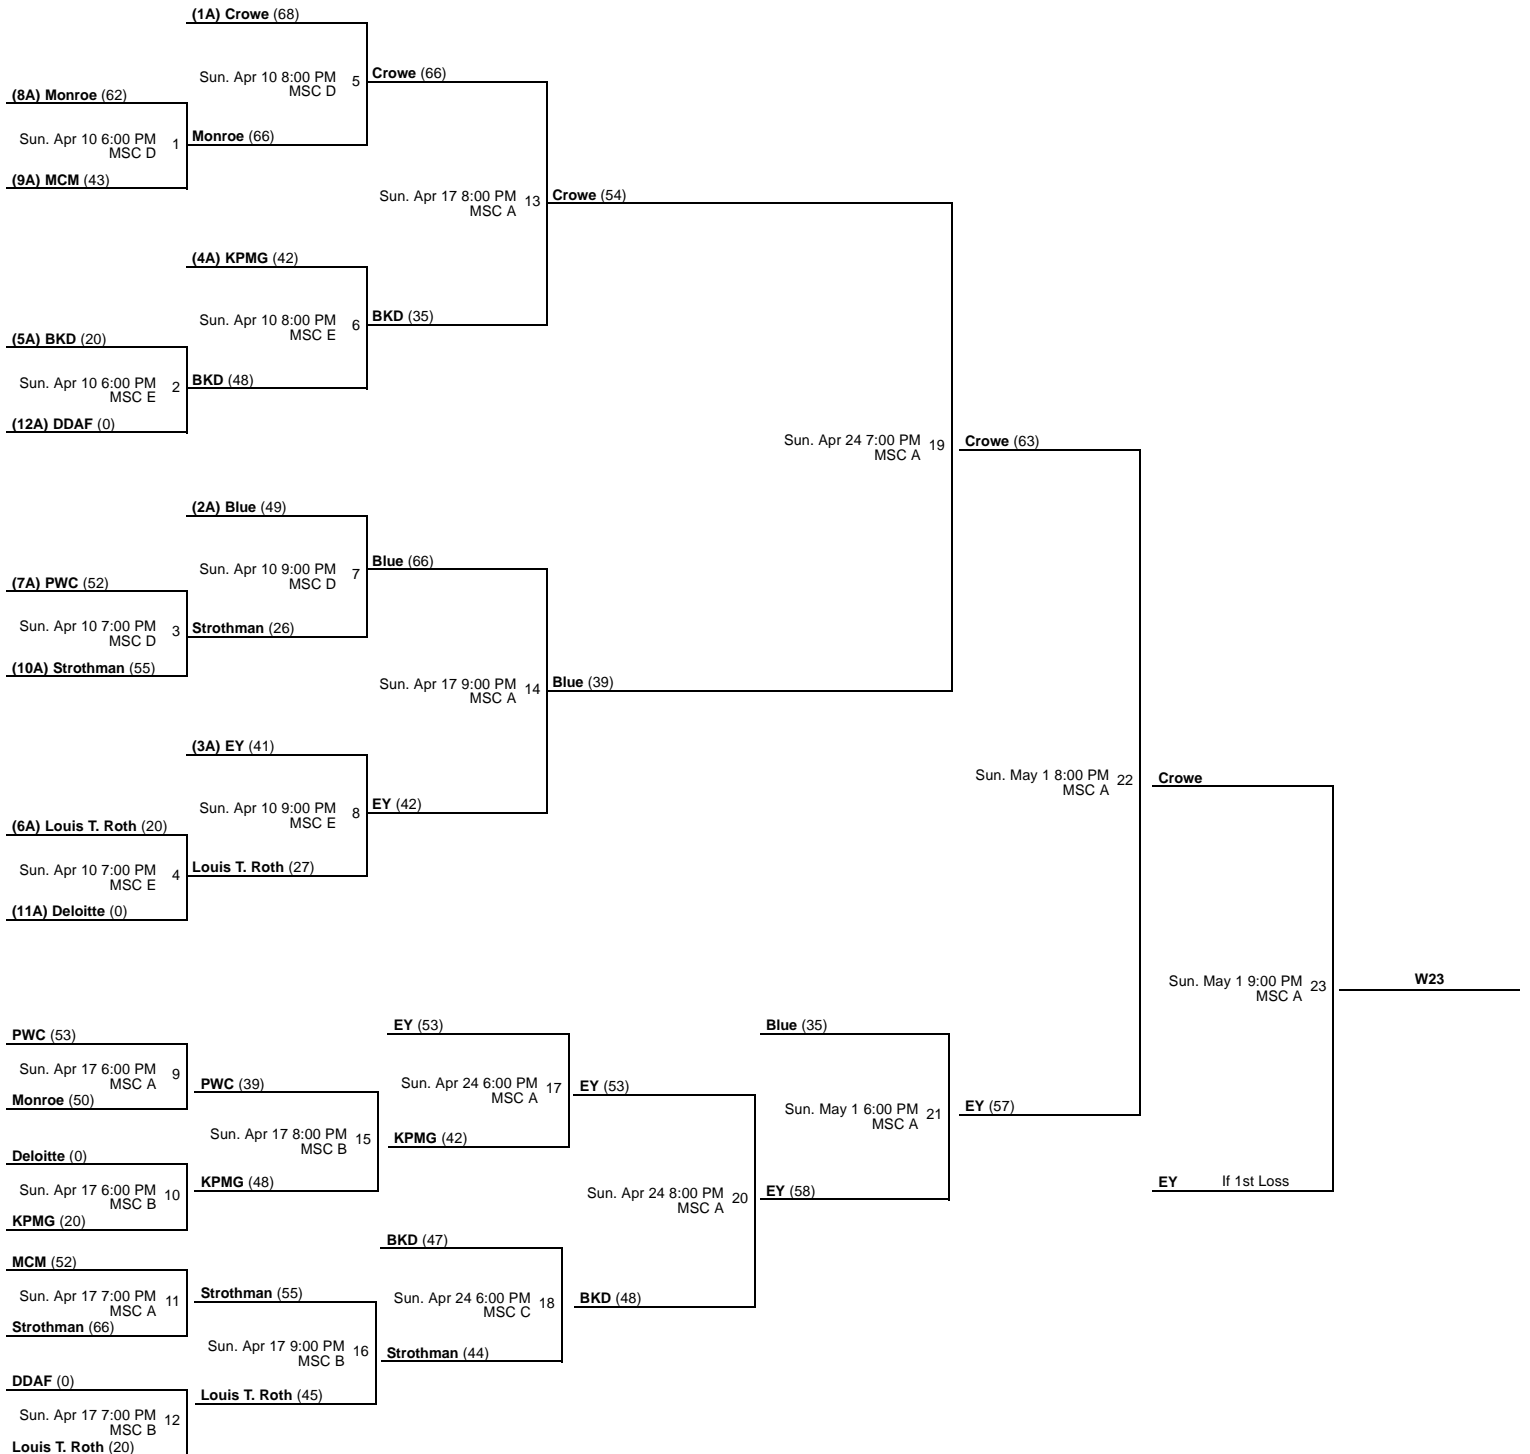 (1A) Crowe (68)
Sun. Apr 10 8:00 PM
MSC D
5
Crowe (66)
(8A) Monroe (62)
Sun. Apr 10 6:00 PM
MSC D
1
Monroe (66)
(9A) MCM (43)
Sun. Apr 17 8:00 PM
MSC A
13
Crowe (54)
(4A) KPMG (42)
Sun. Apr 10 8:00 PM
MSC E
6
BKD (35)
(5A) BKD (20)
Sun. Apr 10 6:00 PM
MSC E
2
BKD (48)
(12A) DDAF (0)
Sun. Apr 24 7:00 PM
MSC A
19
Crowe (63)
(2A) Blue (49)
Sun. Apr 10 9:00 PM
MSC D
7
Blue (66)
(7A) PWC (52)
Sun. Apr 10 7:00 PM
MSC D
3
Strothman (26)
(10A) Strothman (55)
Sun. Apr 17 9:00 PM
MSC A
14
Blue (39)
(3A) EY (41)
Sun. Apr 10 9:00 PM
MSC E
8
EY (42)
(6A) Louis T. Roth (20)
Sun. Apr 10 7:00 PM
MSC E
4
Louis T. Roth (27)
(11A) Deloitte (0)
Sun. May 1 8:00 PM
MSC A
22
Crowe
Sun. May 1 9:00 PM
MSC A
23
W23
PWC (53)
Sun. Apr 17 6:00 PM
MSC A
9
PWC (39)
Monroe (50)
Sun. Apr 17 8:00 PM
MSC B
15
Deloitte (0)
Sun. Apr 17 6:00 PM
MSC B
10
KPMG (48)
KPMG (20)
EY (53)
Sun. Apr 24 6:00 PM
MSC A
17
EY (53)
KPMG (42)
Blue (35)
Sun. May 1 6:00 PM
MSC A
21
EY (57)
Sun. Apr 24 8:00 PM
MSC A
20
EY (58)
EY If 1st Loss
MCM (52)
Sun. Apr 17 7:00 PM
MSC A
11
Strothman (55)
Strothman (66)
Sun. Apr 17 9:00 PM
MSC B
16
BKD (47)
Sun. Apr 24 6:00 PM
MSC C
18
BKD (48)
Strothman (44)
DDAF (0)
Sun. Apr 17 7:00 PM
MSC B
12
Louis T. Roth (45)
Louis T. Roth (20)